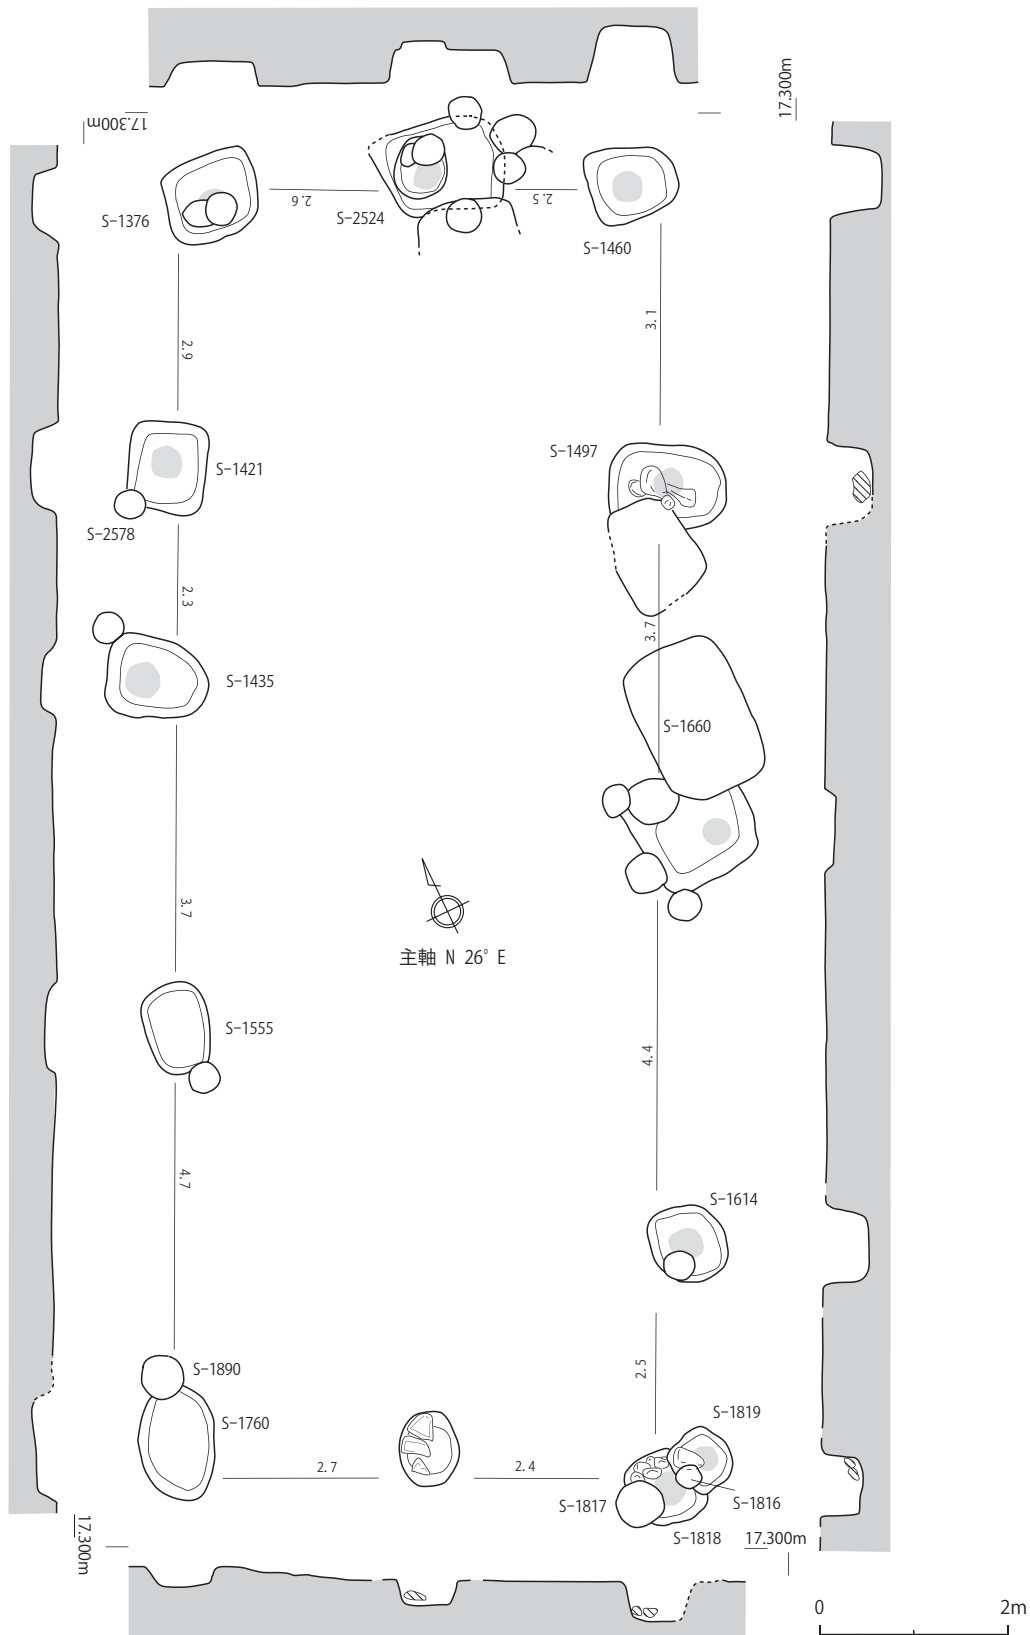 17.300m
17.300m
S-1376
2.6
S-2524
2.5
S-1460
2.9
3.1
S-1421
S-1497
S-2578
2.3
3.7
S-1435
S-1660
3.7
主軸 N 26° E
S-1555
4.4
4.7
S-1614
S-1890
2.5
S-1760
S-1819
2.7
2.4
S-1817
S-1816
S-1818
17.300m
17.300m
0 2m